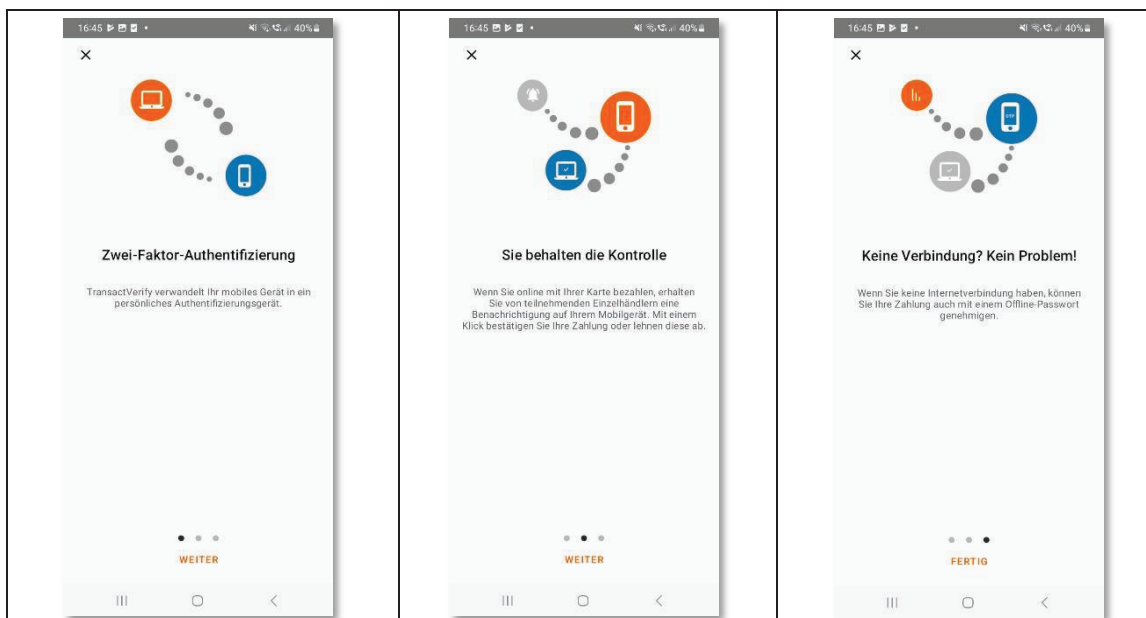 16:45
40%
Zwei-Faktor-Authentifizierung
TransactVerify verwandelt Ihr mobiles Gerät in ein
persönliches Authentifizierungsgerät.
WEITER
16:45
40%
Sie behalten die Kontrolle
Wenn Sie online mit Ihrer Karte bezahlen, erhalten
Sie von teilnehmenden Einzelhändlern eine
Benachrichtigung auf Ihrem Mobilgerät. Mit einem
Klick bestätigen Sie Ihre Zahlung oder lehnen diese ab.
WEITER
16:45
40%
OTP
Keine Verbindung? Kein Problem!
Wenn Sie keine Internetverbindung haben, können
Sie Ihre Zahlung auch mit einem Offline-Passwort
genehmigen.
FERTIG